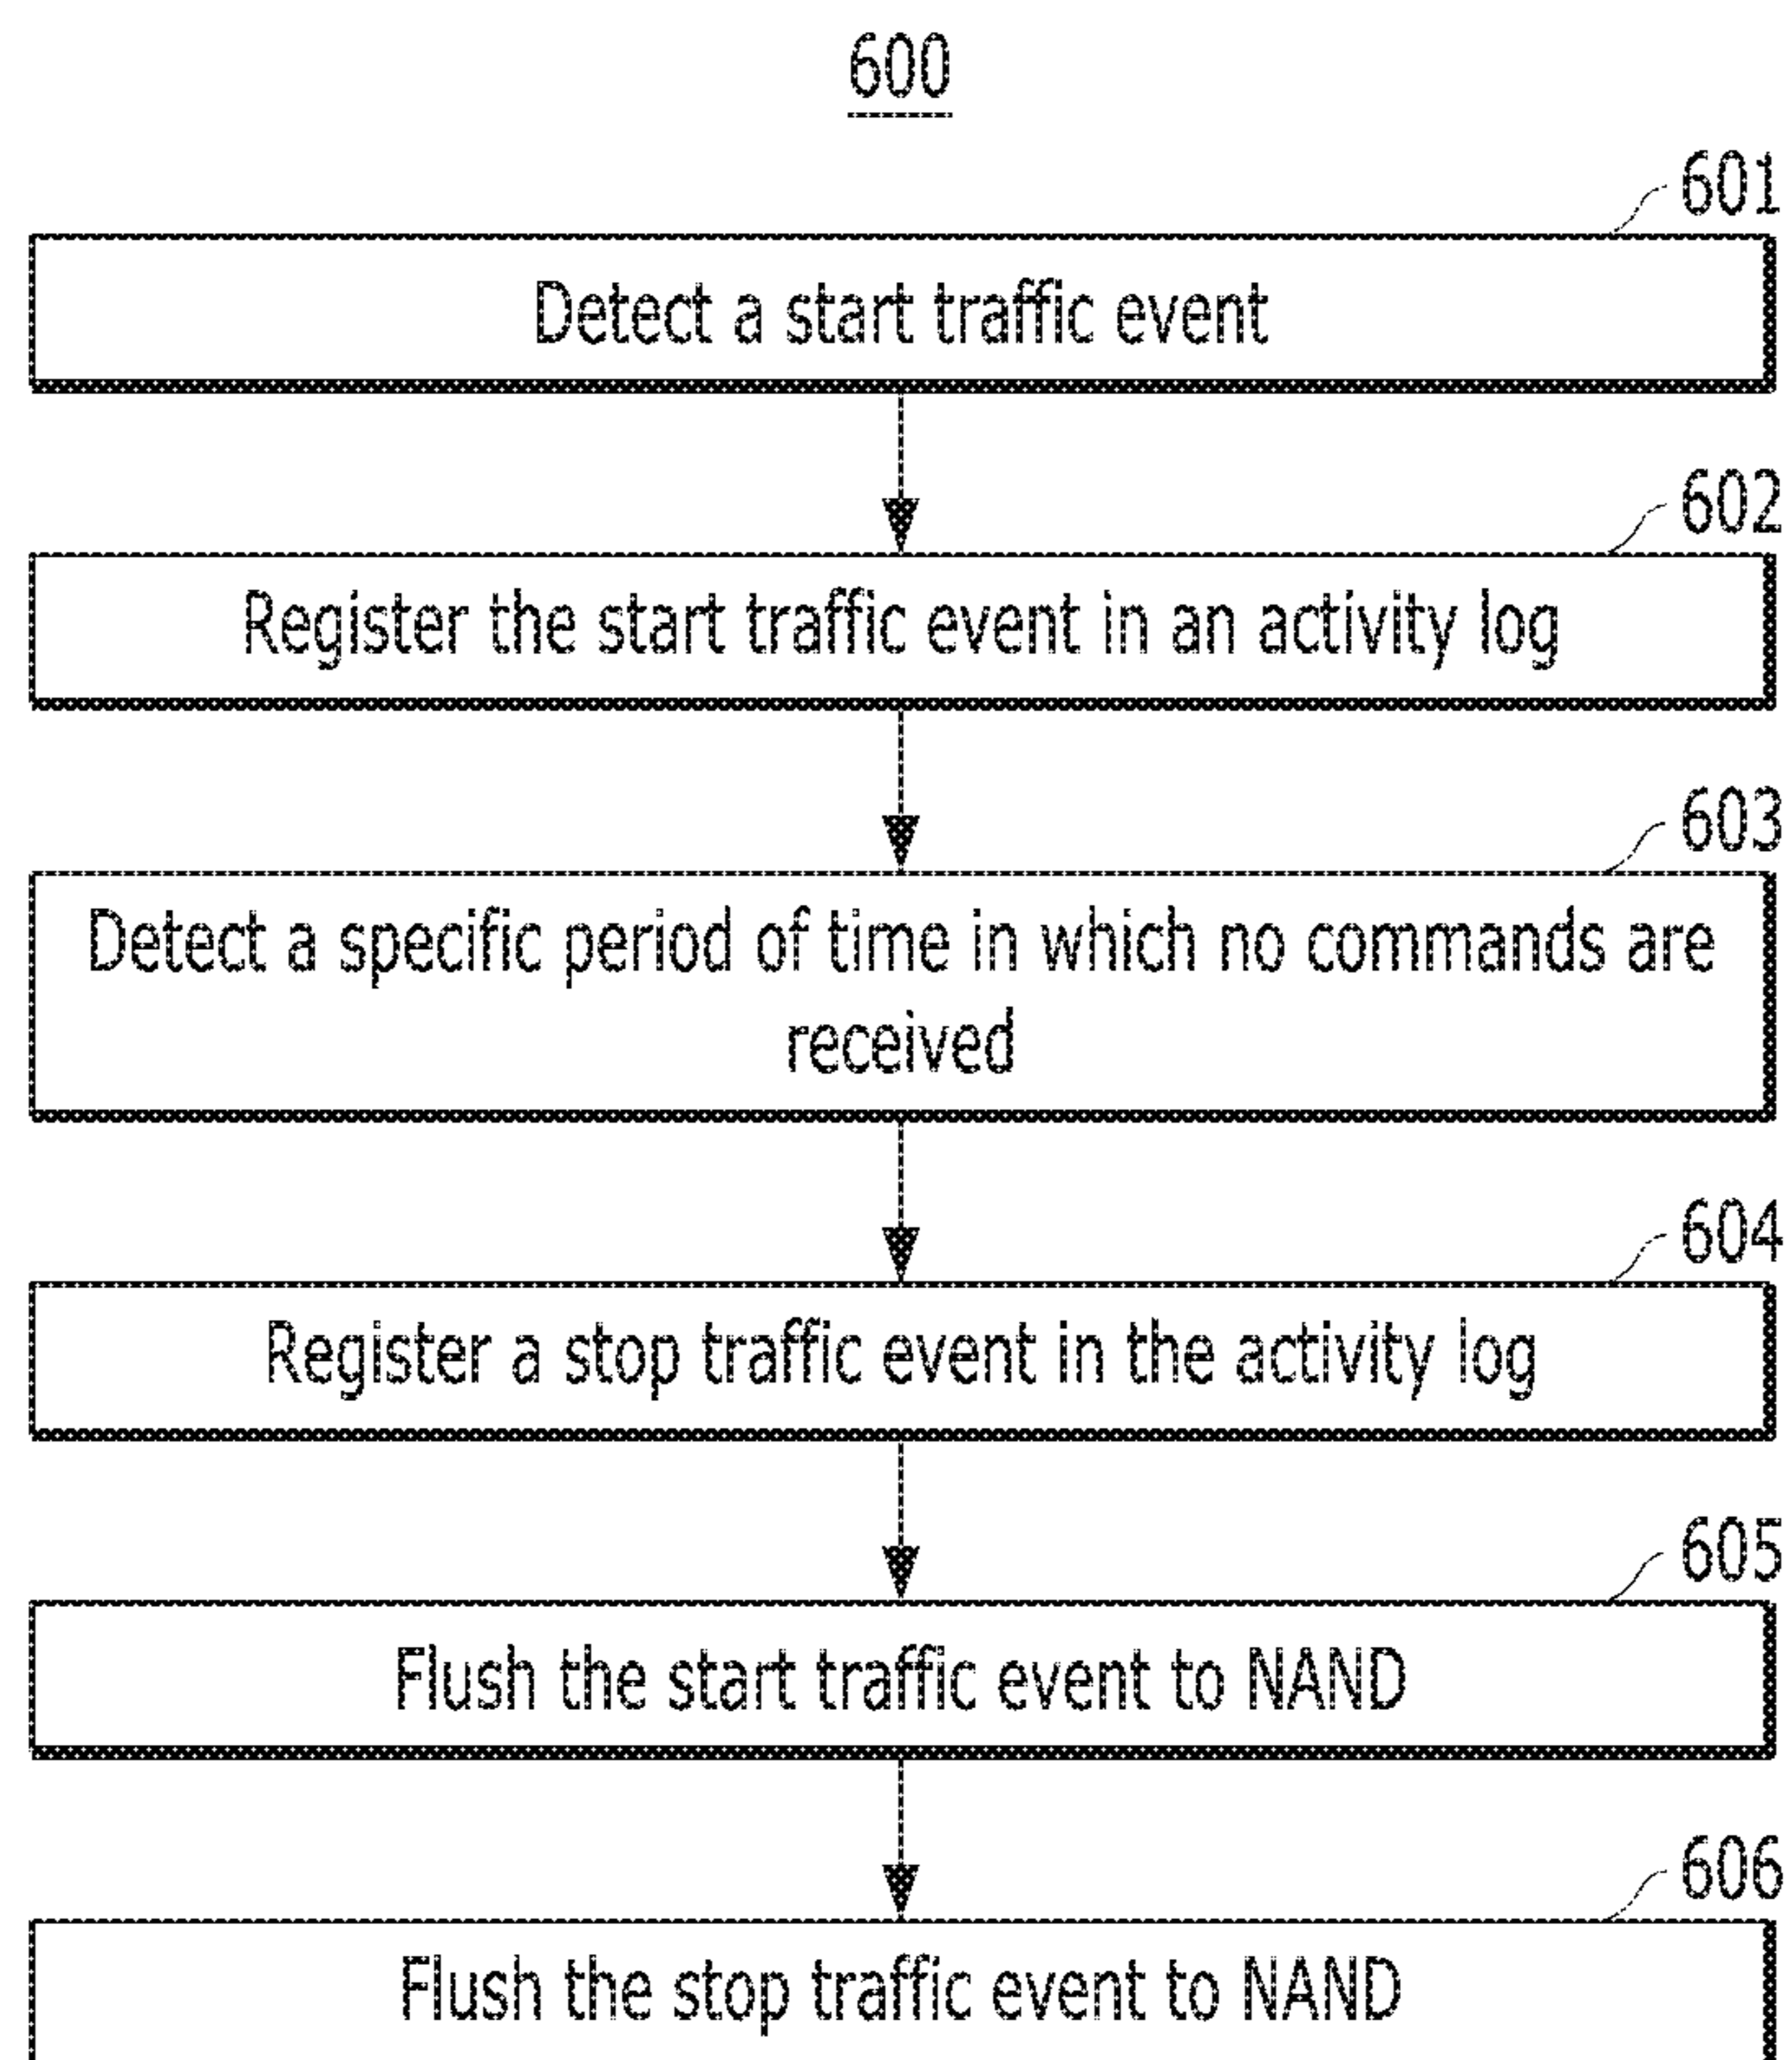 600
601
Detect a start traffic event
602
Register the start traffic event in an activity log
603
Detect a specific period of time in which no commands are
received
604
Register a stop traffic event in the activity log
605
Flush the start traffic event to NAND
606
Flush the stop traffic event to NAND